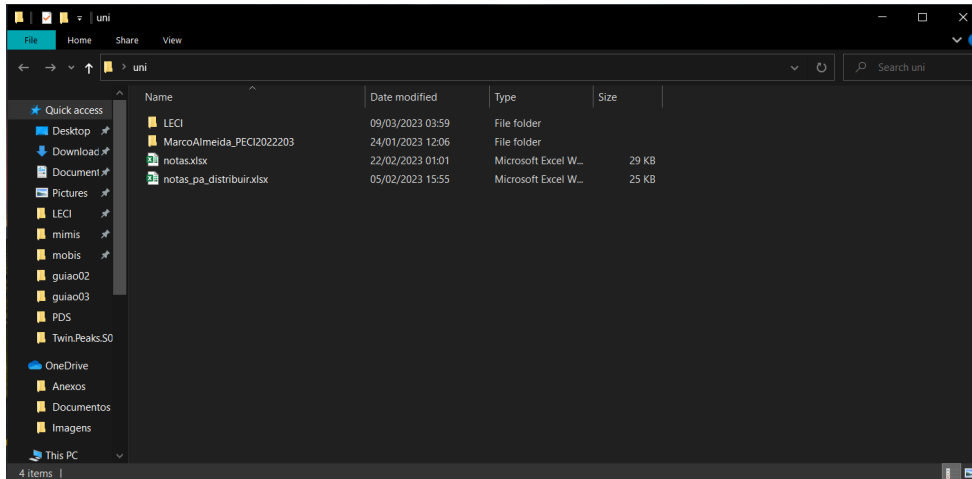 uni
File Home Share View
uni
Search uni
Name Date modified Type Size
Quick access
Desktop
Download
Document
Pictures
LECI
mimis
mobis
guiao02
guiao03
PDS
Twin.Peaks.S0
OneDrive
Anexos
Documentos
Imagens
This PC
LECI 09/03/2023 03:59 File folder
MarcoAlmeida_PECI2022203 24/01/2023 12:06 File folder
notas.xlsx 22/02/2023 01:01 Microsoft Excel W... 29 KB
notas_pa_distribuir.xlsx 05/02/2023 15:55 Microsoft Excel W... 25 KB
4 items